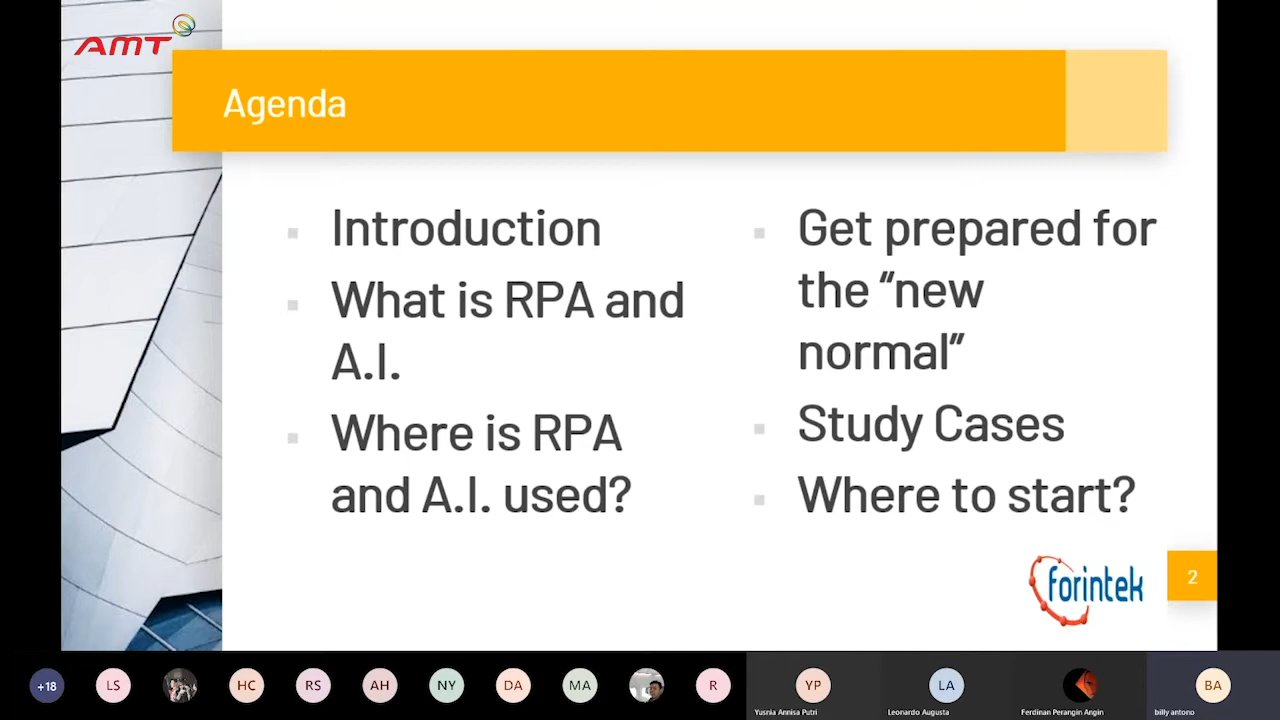 AMT
Agenda
Introduction
What is RPA and
A.I.
Where is RPA
and A.I. used?
Get prepared for
the “new
normal”
Study Cases
Where to start?
forintek
2
+18
LS
HC
RS
AH
NY
DA
MA
R
YP
LA
BA
Yusnia Annisa Putri
Leonardo Augusta
Ferdinan Perangin Angin
billy antono